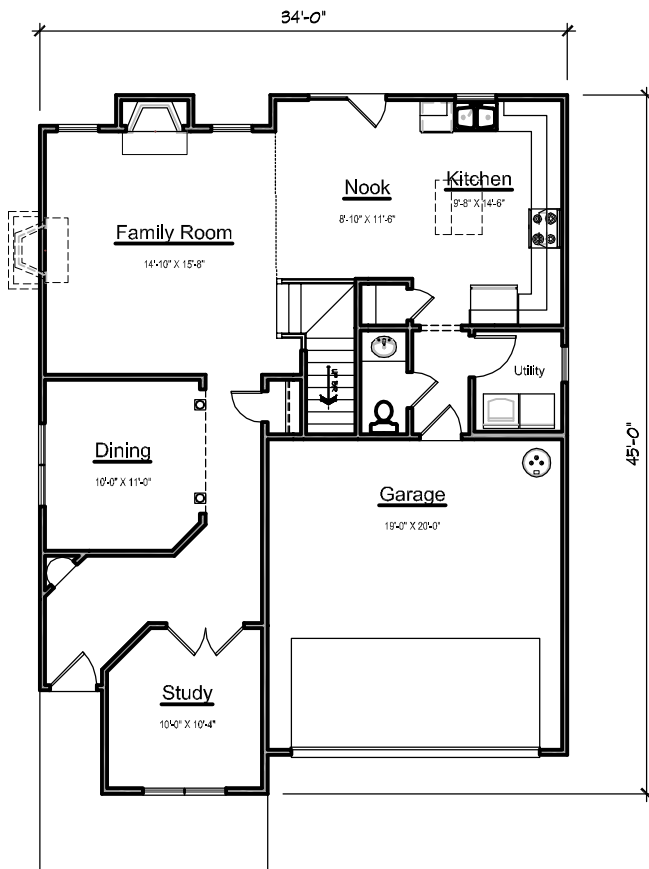 34'-0"
Kitchen
9'-8" X 14'-6"
Nook
8'-10" X 11'-6"
Family Room
14'-10" X 15'-8"
Utility
UP
Dining
10'-0" X 11'-0"
45'-0"
Garage
19'-0" X 20'-0"
Study
10'-0" X 10'-4"